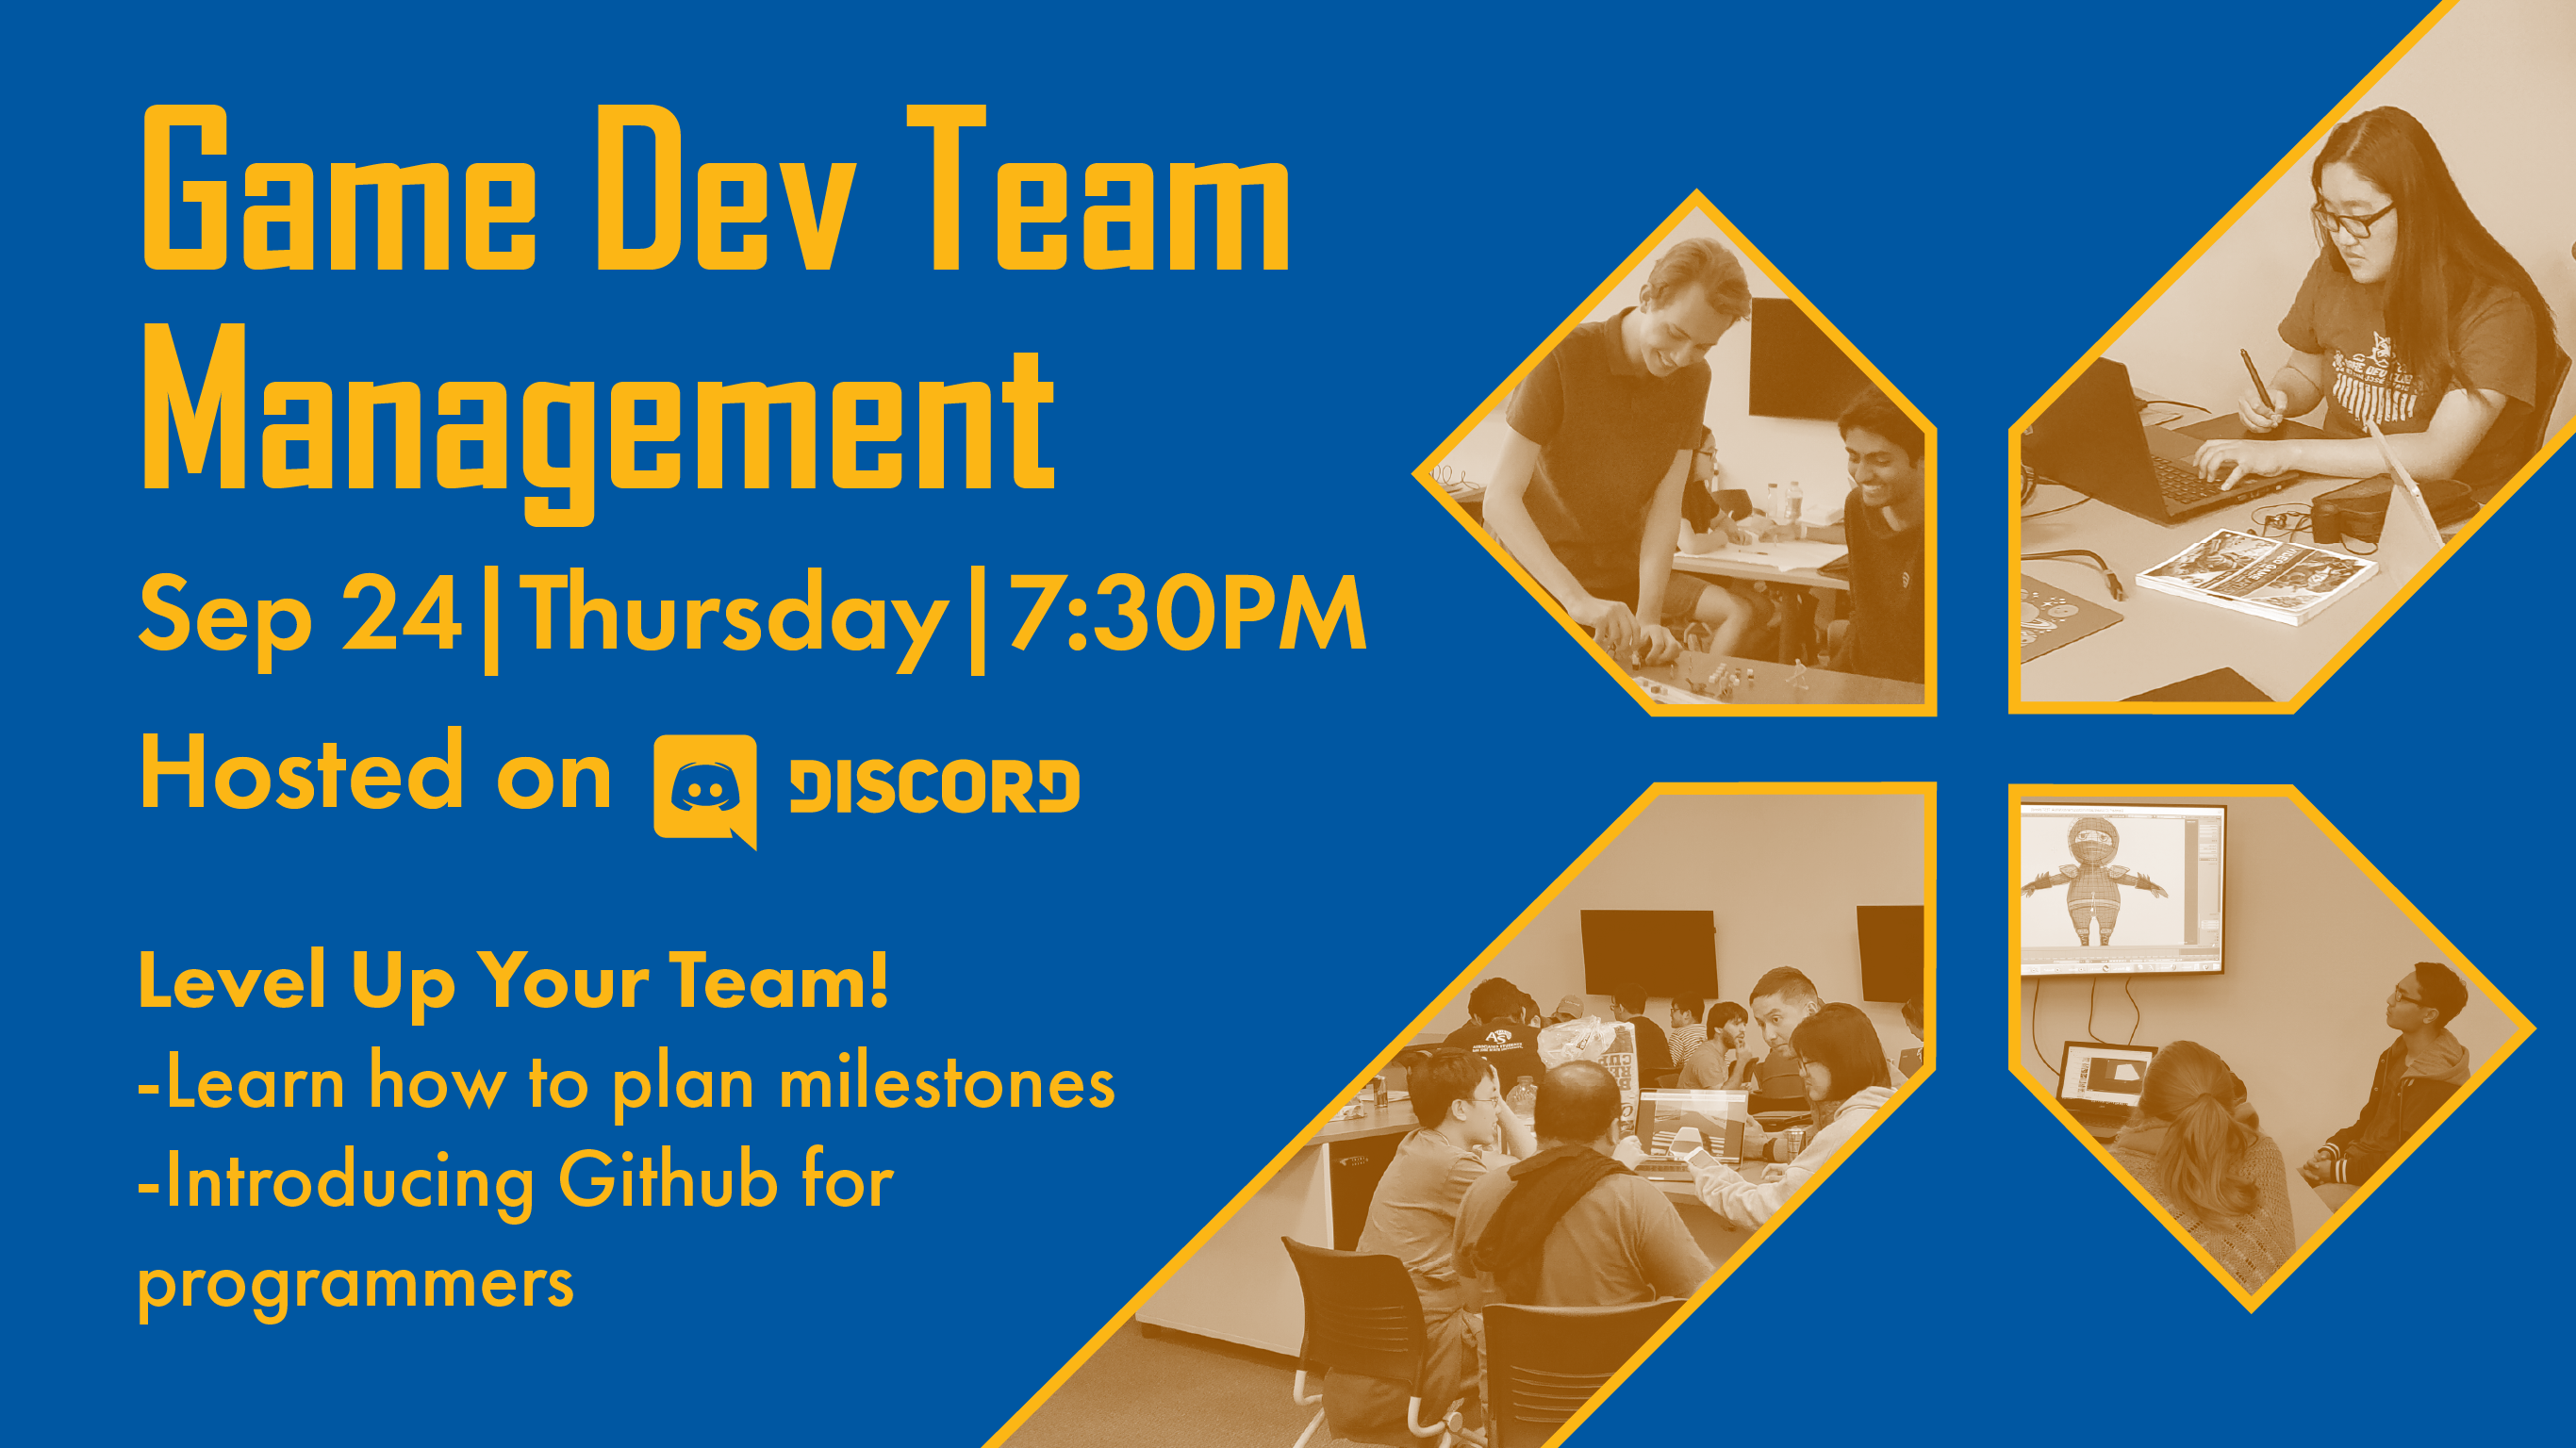 Game Dev Team
Management
Sep 24|Thursday|7:30PM
Hosted on DISCORD
Level Up Your Team!
-Learn how to plan milestones
-Introducing Github for
programmers